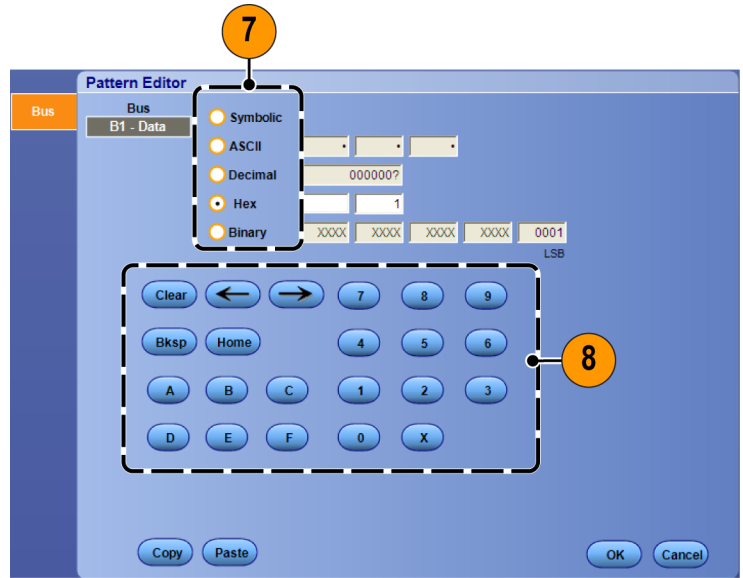 7
Pattern Editor
Bus
Bus
B1 - Data
Symbolic
ASCII
Decimal 000000?
Hex 1
Binary XXXX XXXX XXXX XXXX 0001
LSB
Clear 7 8 9
Bksp Home 4 5 6
8
A B C 1 2 3
D E F 0 X
Copy Paste OK Cancel